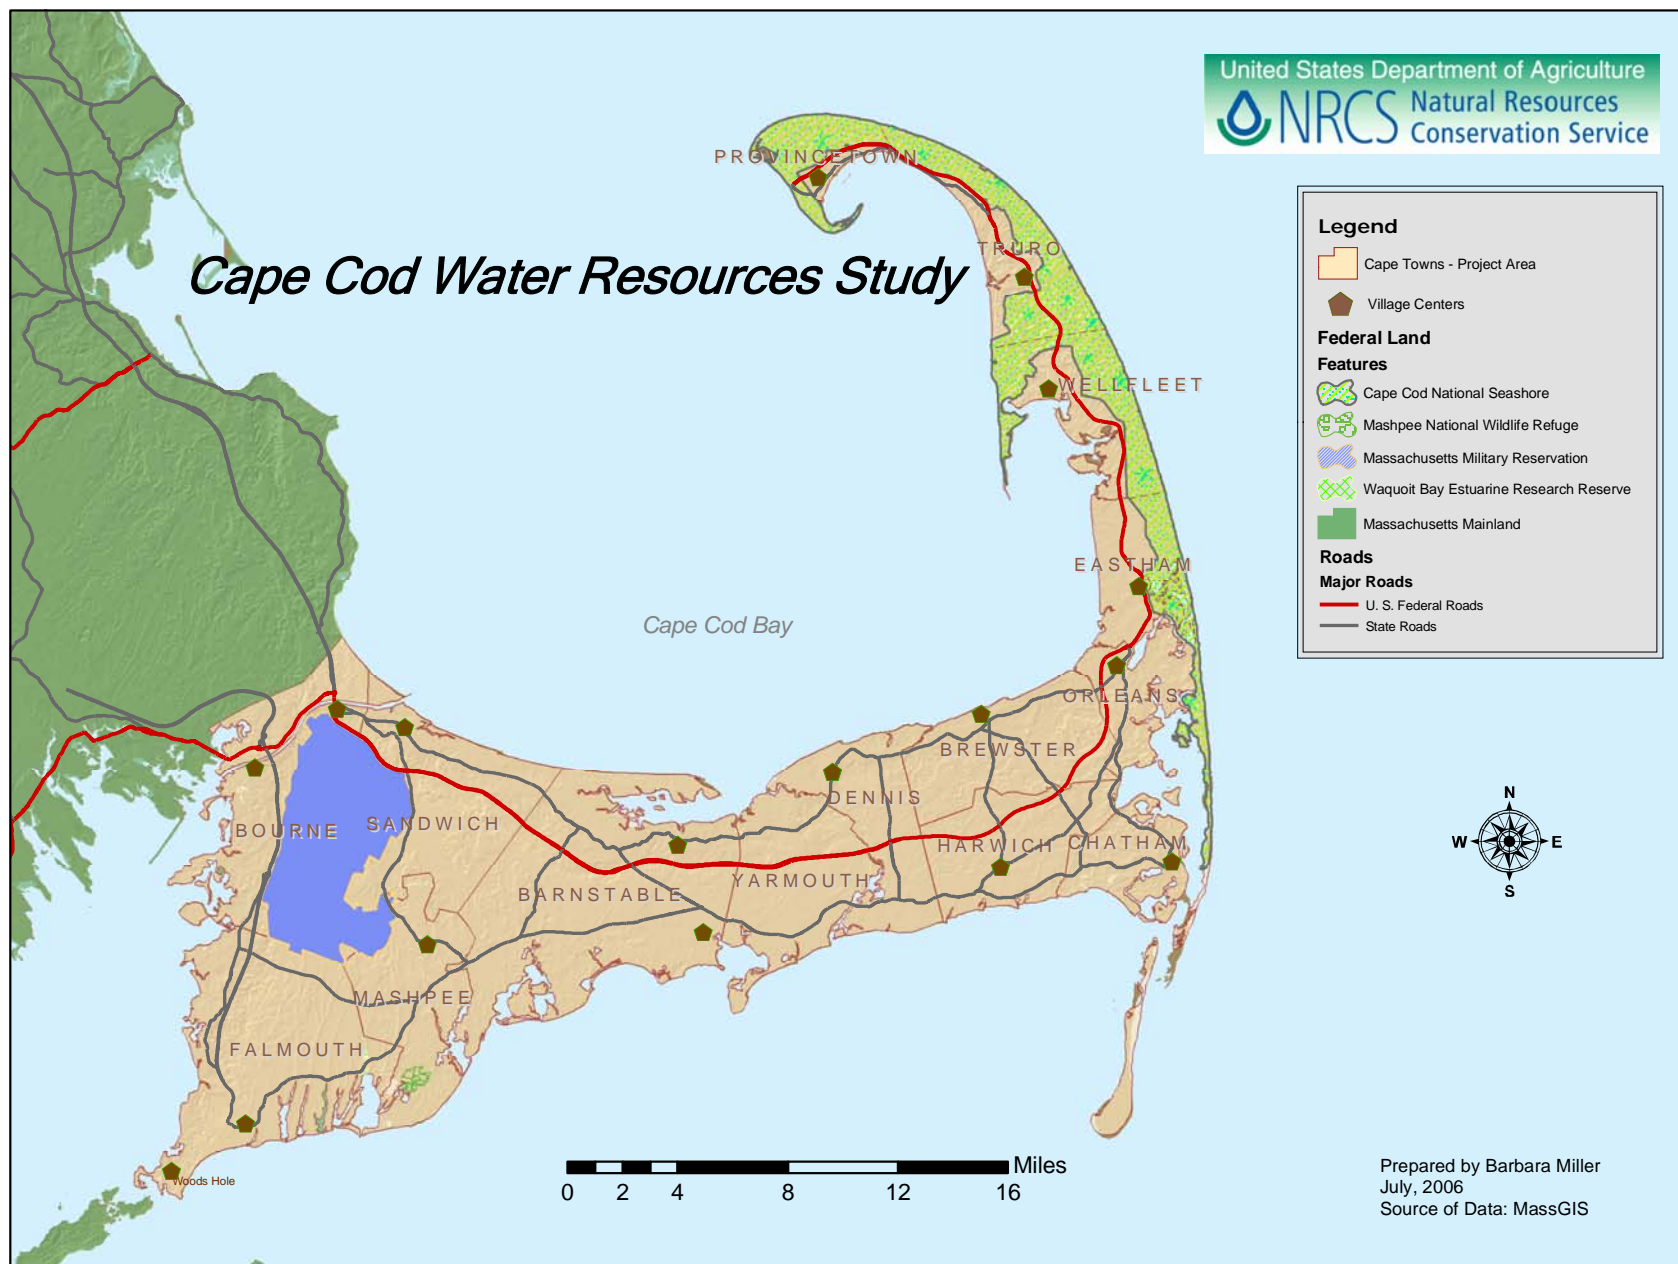 United States Department of Agriculture
NRCS Natural Resources
Conservation Service
PROVINCETOWN
TRURO
Cape Cod Water Resources Study
WELLFLEET
EASTHAM
Cape Cod Bay
ORLEANS
BREWSTER
DENNIS
BOURNE
SANDWICH
HARWICH
CHATHAM
BARNSTABLE
YARMOUTH
MASHPEE
FALMOUTH
Woods Hole
Legend
Cape Towns - Project Area
Village Centers
Federal Land
Features
Cape Cod National Seashore
Mashpee National Wildlife Refuge
Massachusetts Military Reservation
Waquoit Bay Estuarine Research Reserve
Massachusetts Mainland
Roads
Major Roads
U. S. Federal Roads
State Roads
N
W E
S
Miles
0 2 4 8 12 16
Prepared by Barbara Miller
July, 2006
Source of Data: MassGIS